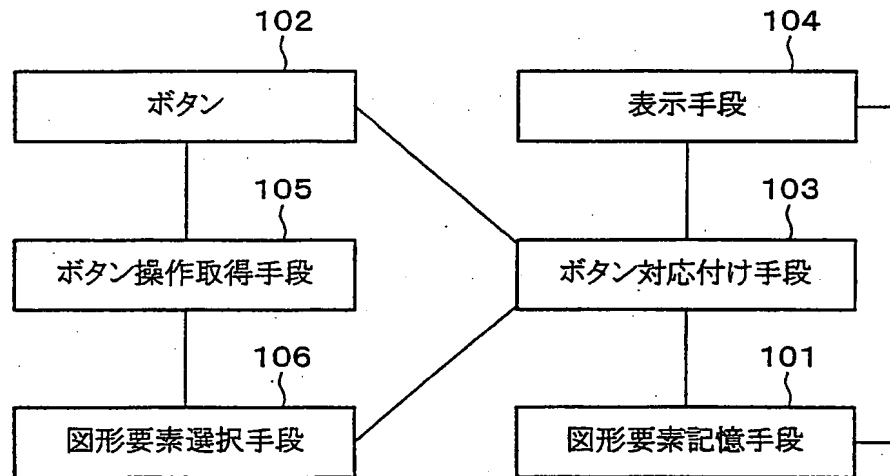 102
ボタン
104
表示手段
105
ボタン操作取得手段
103
ボタン対応付け手段
106
図形要素選択手段
101
図形要素記憶手段